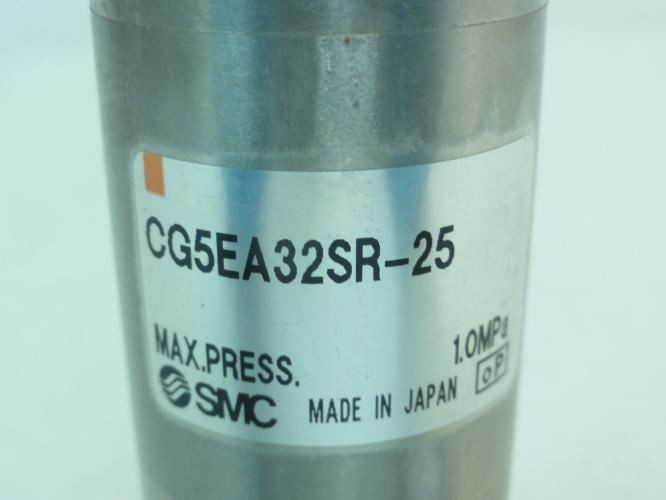 CG5EA32SR-25
MAX.PRESS. 1.0MPa
SMC MADE IN JAPAN oP